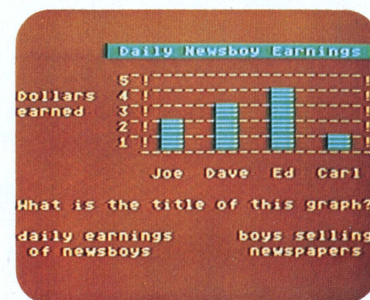 Daily Newsboy Earnings
5
Dollars 4
earned 3
2
1
Joe Dave Ed Carl
What is the title of this graph?
daily earnings boys selling
of newsboys newspapers